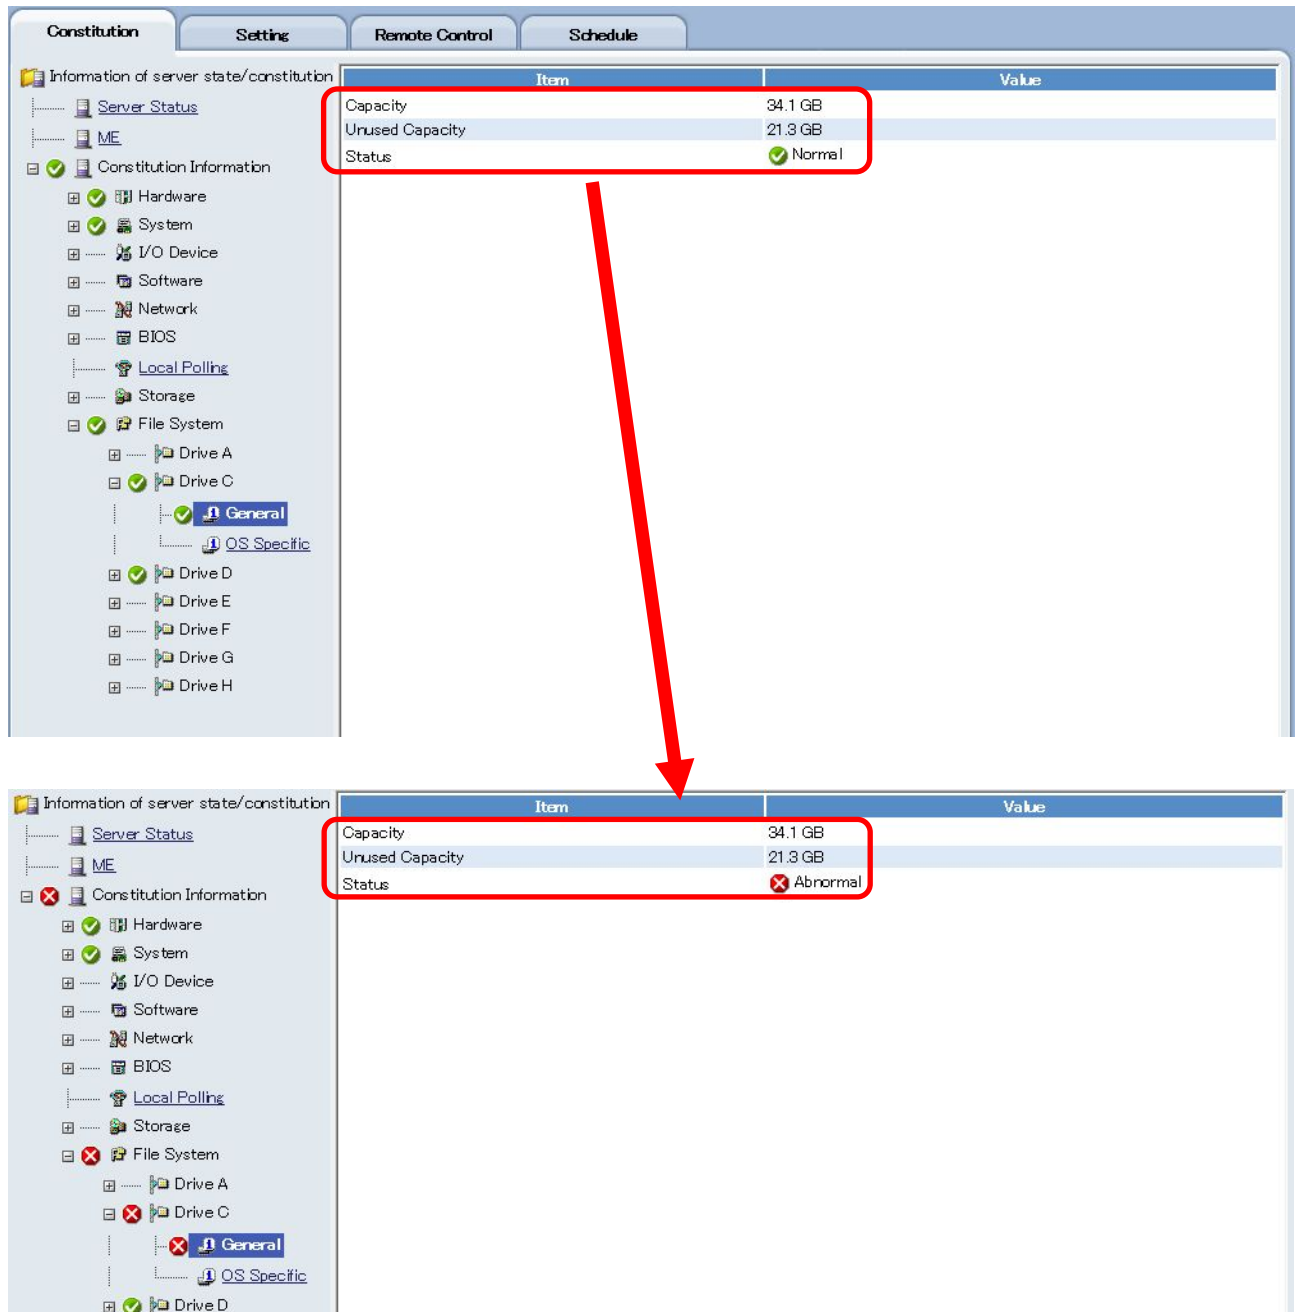 Constitution Setting Remote Control Schedule
Information of server state/constitution
Server Status
ME
Constitution Information
Hardware
System
I/O Device
Software
Network
BIOS
Local Polling
Storage
File System
Drive A
Drive C
General
OS Specific
Drive D
Drive E
Drive F
Drive G
Drive H
Item Value
Capacity 34.1 GB
Unused Capacity 21.3 GB
Status Normal
Information of server state/constitution
Server Status
ME
Constitution Information
Hardware
System
I/O Device
Software
Network
BIOS
Local Polling
Storage
File System
Drive A
Drive C
General
OS Specific
Drive D
Item Value
Capacity 34.1 GB
Unused Capacity 21.3 GB
Status Abnormal